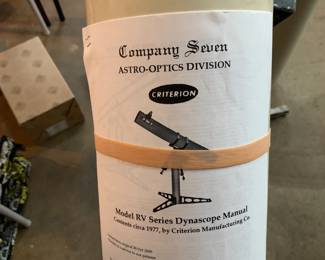 Company Seven
ASTRO-OPTICS DIVISION
CRITERION
Model RV Series Dynascope Manual
Contents circa 1977, by Criterion Manufacturing Co.